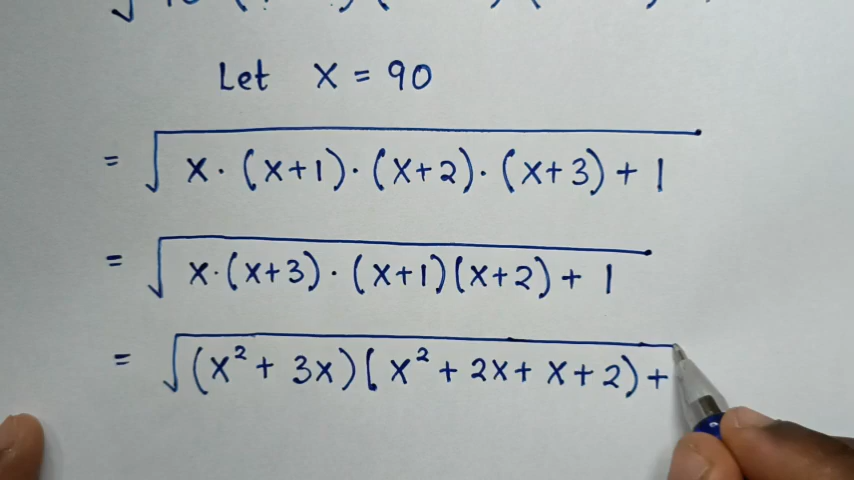 Let x = 90
= √x · (x+1) · (x+2) · (x+3) + 1
= √x · (x+3) · (x+1)(x+2) + 1
= √(x² + 3x)(x² + 2x + x + 2) +